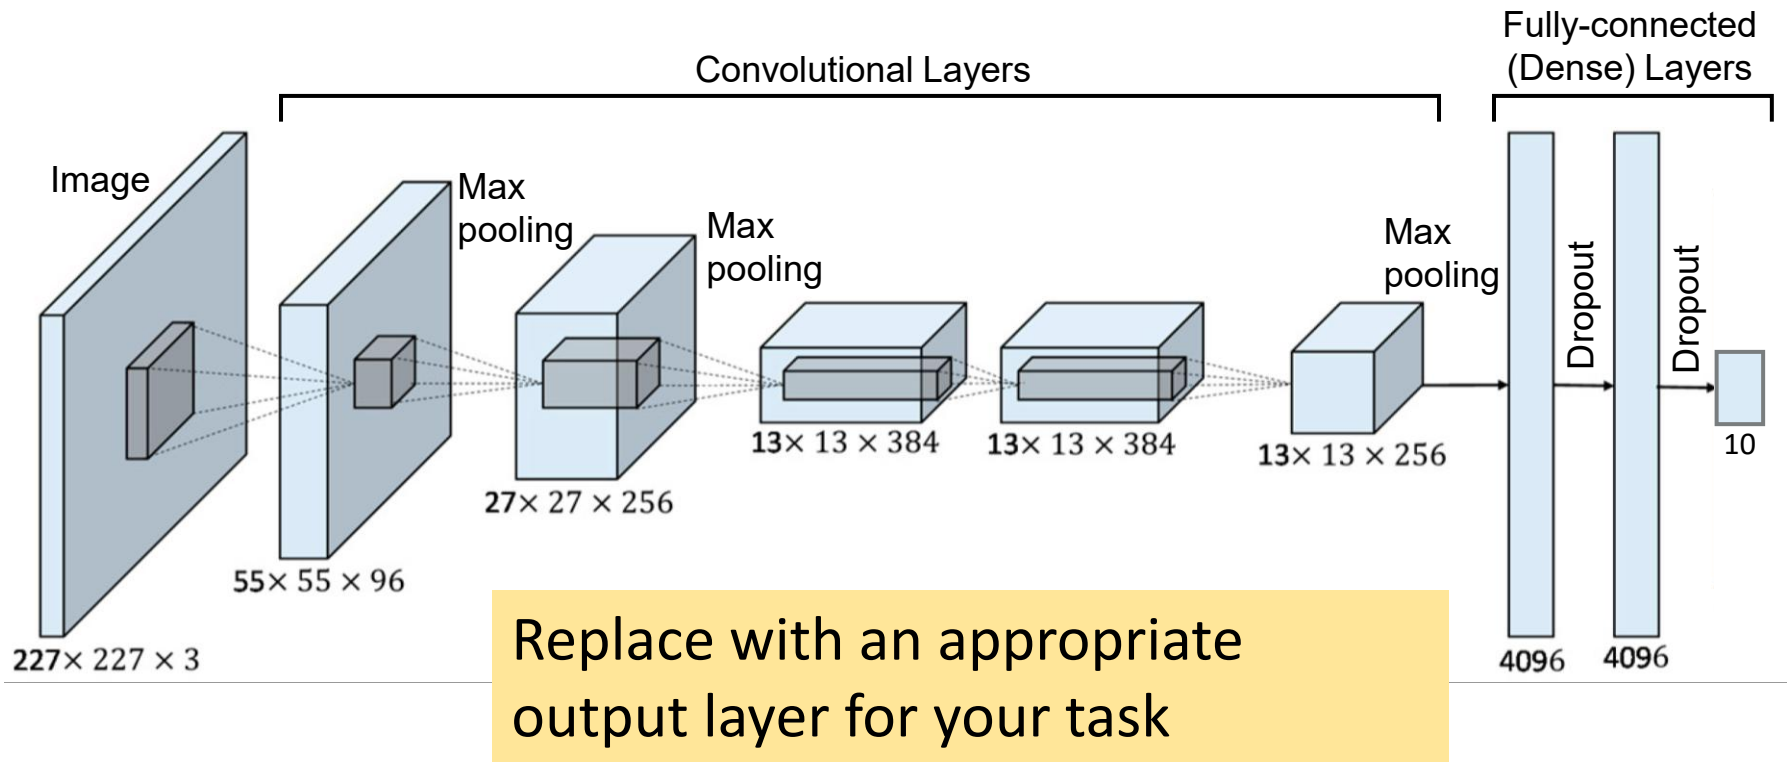 Fully-connected
(Dense) Layers
Convolutional Layers
Image
Max
pooling
Max
pooling
Max
pooling
Dropout
Dropout
227× 227 × 3
55× 55 × 96
27× 27 × 256
13× 13 × 384
13× 13 × 384
13× 13 × 256
4096
4096
10
Replace with an appropriate
output layer for your task